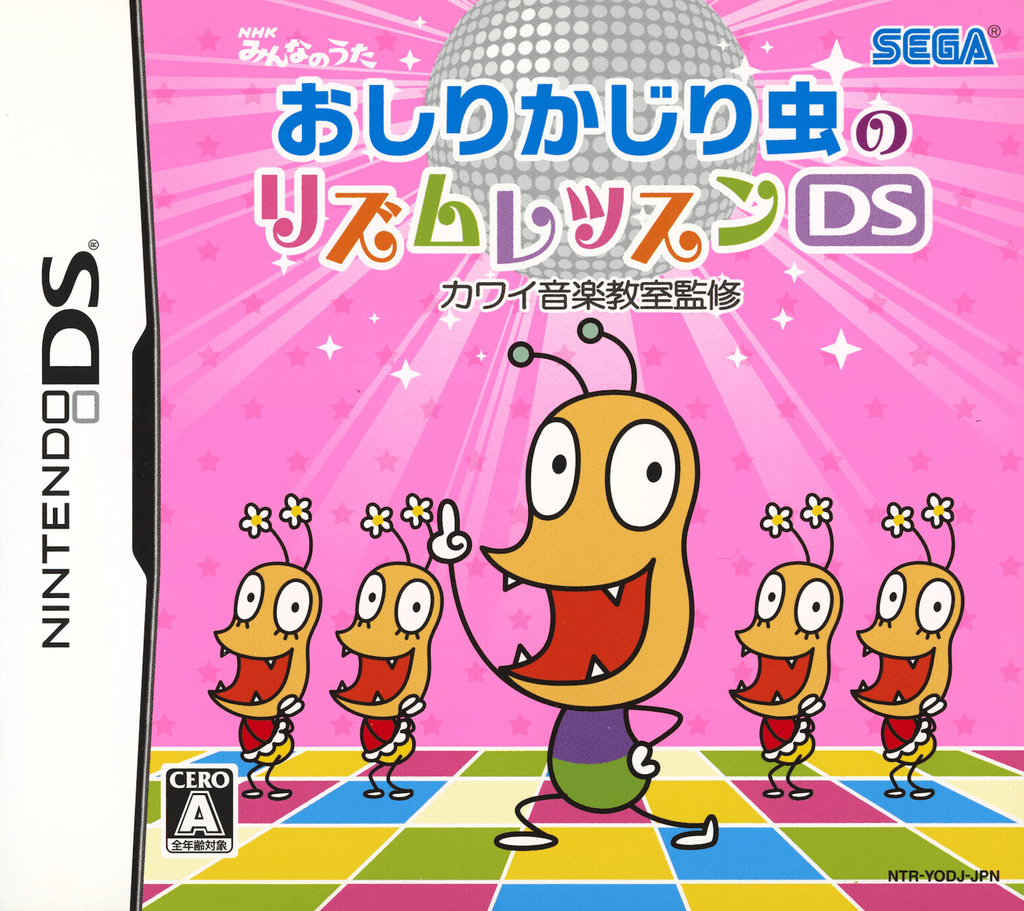 NHK
みんなのうた
SEGA®
おしりかじり虫の
リズムレッスンDS
カワイ音楽教室監修
NINTENDODS®
CERO
A
全年齢対象
NTR-YODJ-JPN